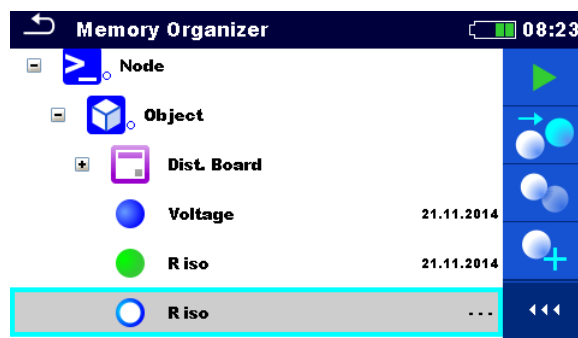 Memory Organizer 08:23
Node
Object
Dist. Board
Voltage 21.11.2014
R iso 21.11.2014
R iso ---